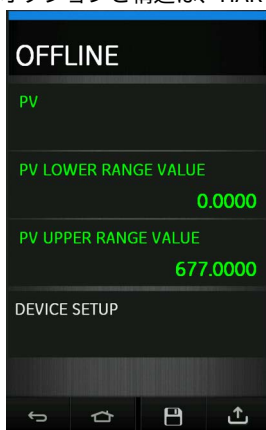 OFFLINE
PV
PV LOWER RANGE VALUE
0.0000
PV UPPER RANGE VALUE
677.0000
DEVICE SETUP